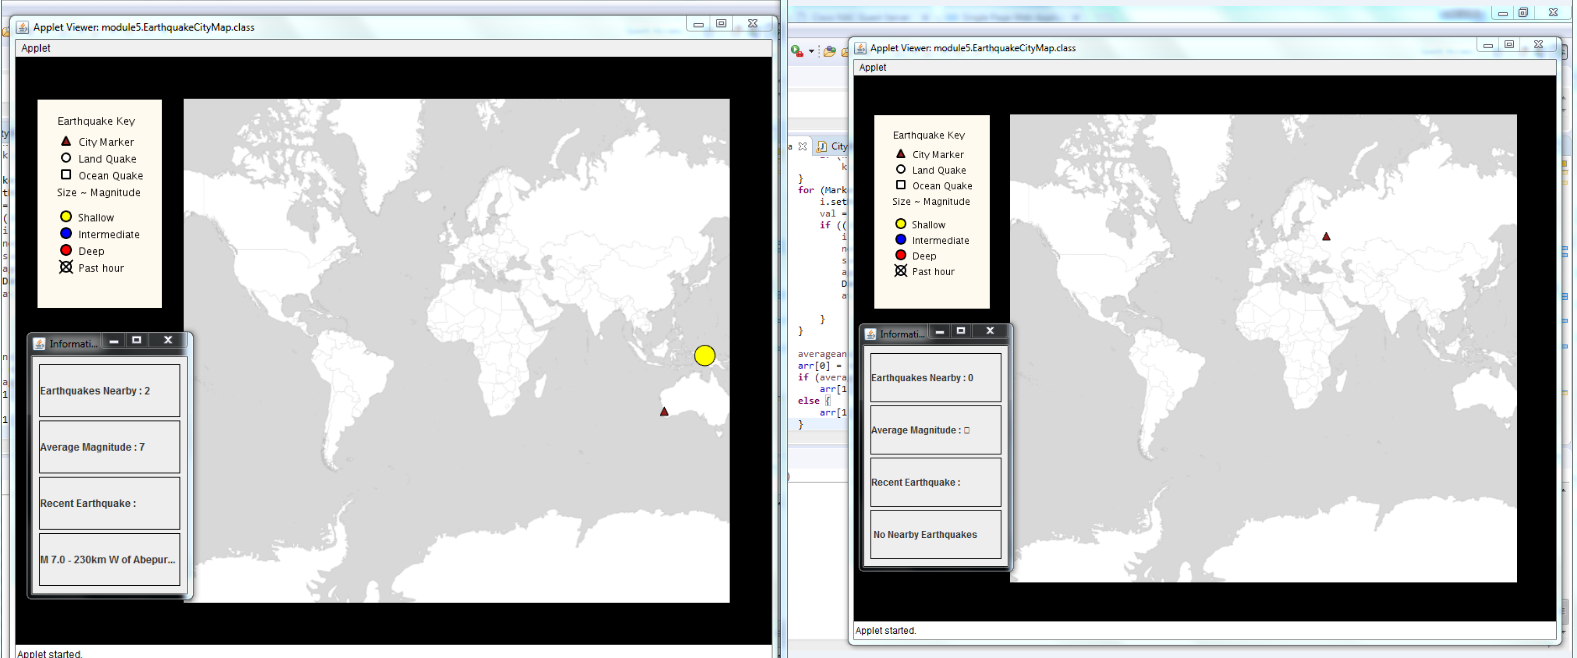 Applet Viewer: module5.EarthquakeCityMap.class
Applet
Earthquake Key
City Marker
Land Quake
Ocean Quake
Size ~ Magnitude
Shallow
Intermediate
Deep
Past hour
Informati...
Earthquakes Nearby : 2
Average Magnitude : 7
Recent Earthquake :
M 7.0 - 230km W of Abepur...
Applet started.
Applet Viewer: module5.EarthquakeCityMap.class
Applet
City
k
}
for (Mark
i.set
val =
if ((
i
n
s
a
D
a
}
}
averagean
arr[0] =
if (avera
arr[1
else {
arr[1
}
Earthquake Key
City Marker
Land Quake
Ocean Quake
Size ~ Magnitude
Shallow
Intermediate
Deep
Past hour
Informati...
Earthquakes Nearby : 0
Average Magnitude : □
Recent Earthquake :
No Nearby Earthquakes
Applet started.